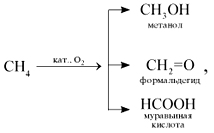 CH₃OH
метанол
CH₄ кат., O₂ CH₂=O ,
формальдегид
HCOOH
муравьиная
кислота